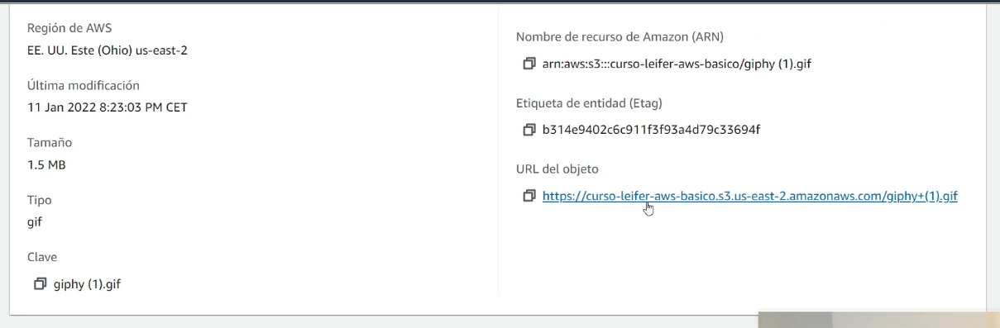 Región de AWS
EE. UU. Este (Ohio) us-east-2
Última modificación
11 Jan 2022 8:23:03 PM CET
Tamaño
1.5 MB
Tipo
gif
Clave
giphy (1).gif
Nombre de recurso de Amazon (ARN)
arn:aws:s3:::curso-leifer-aws-basico/giphy (1).gif
Etiqueta de entidad (Etag)
b314e9402c6c911f3f93a4d79c33694f
URL del objeto
https://curso-leifer-aws-basico.s3.us-east-2.amazonaws.com/giphy+(1).gif